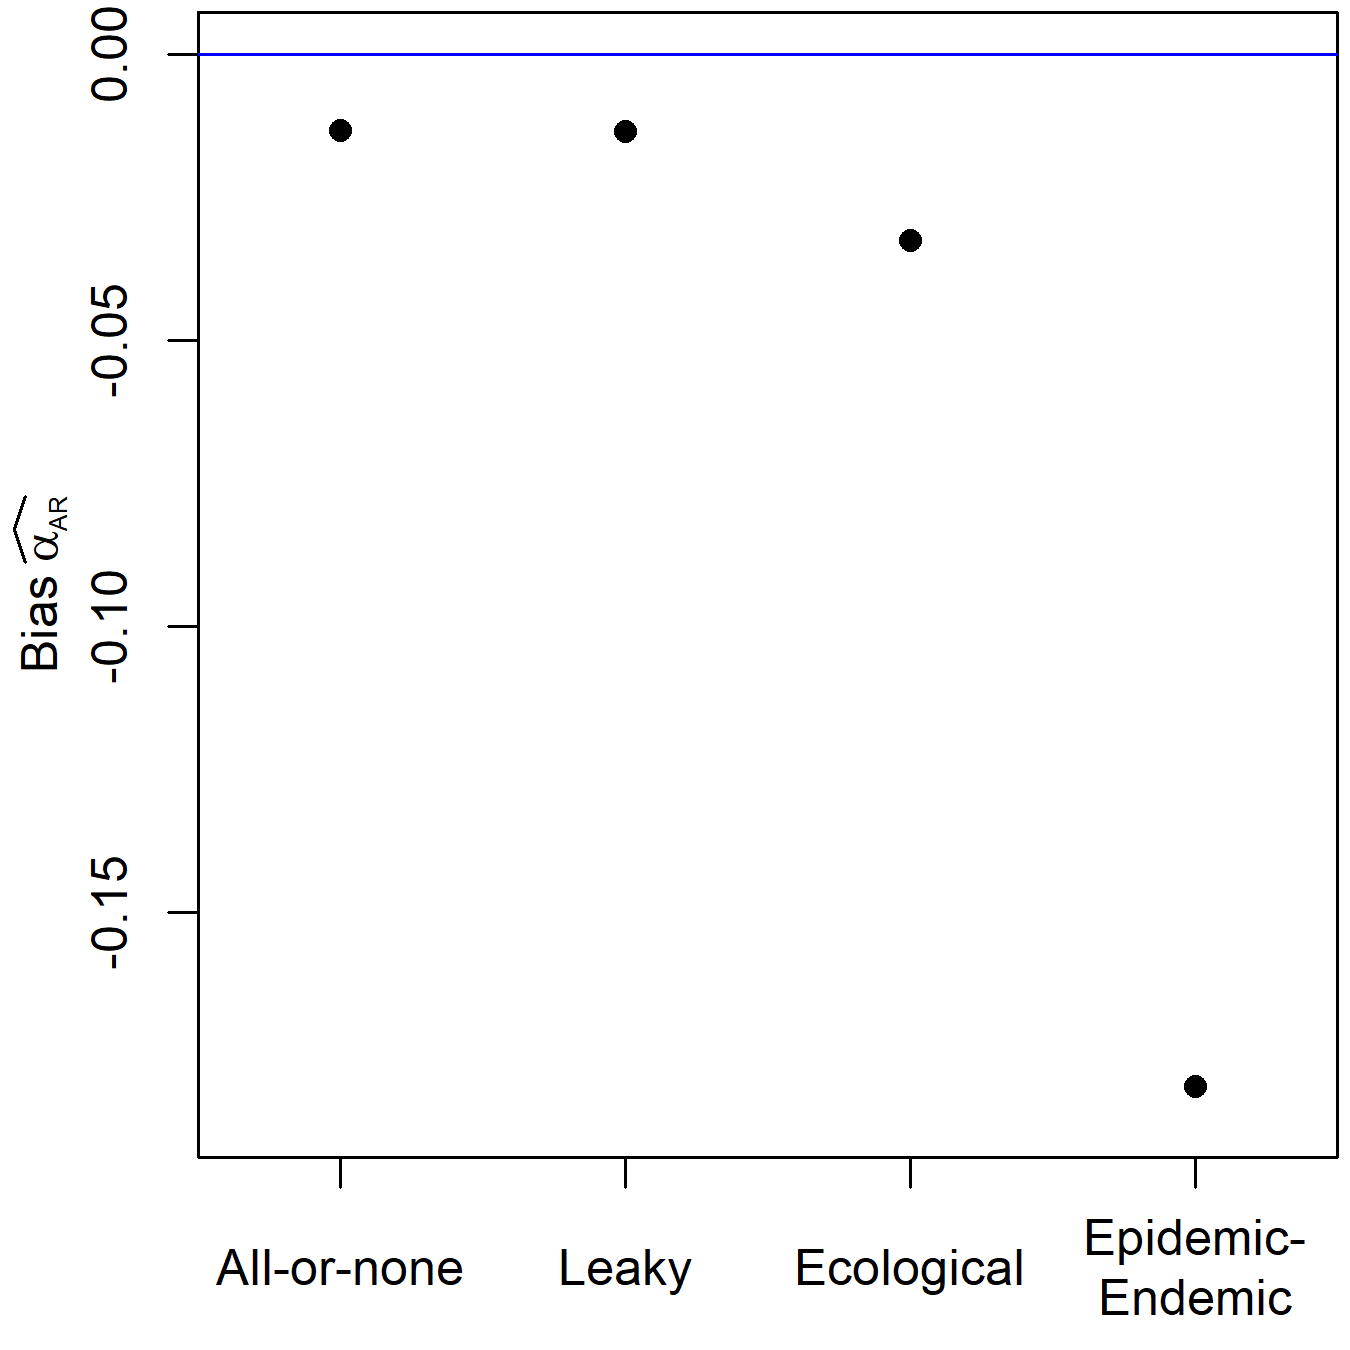 0.00
-0.05
-0.10
-0.15
Bias α̂AR
All-or-none
Leaky
Ecological
Epidemic-
Endemic